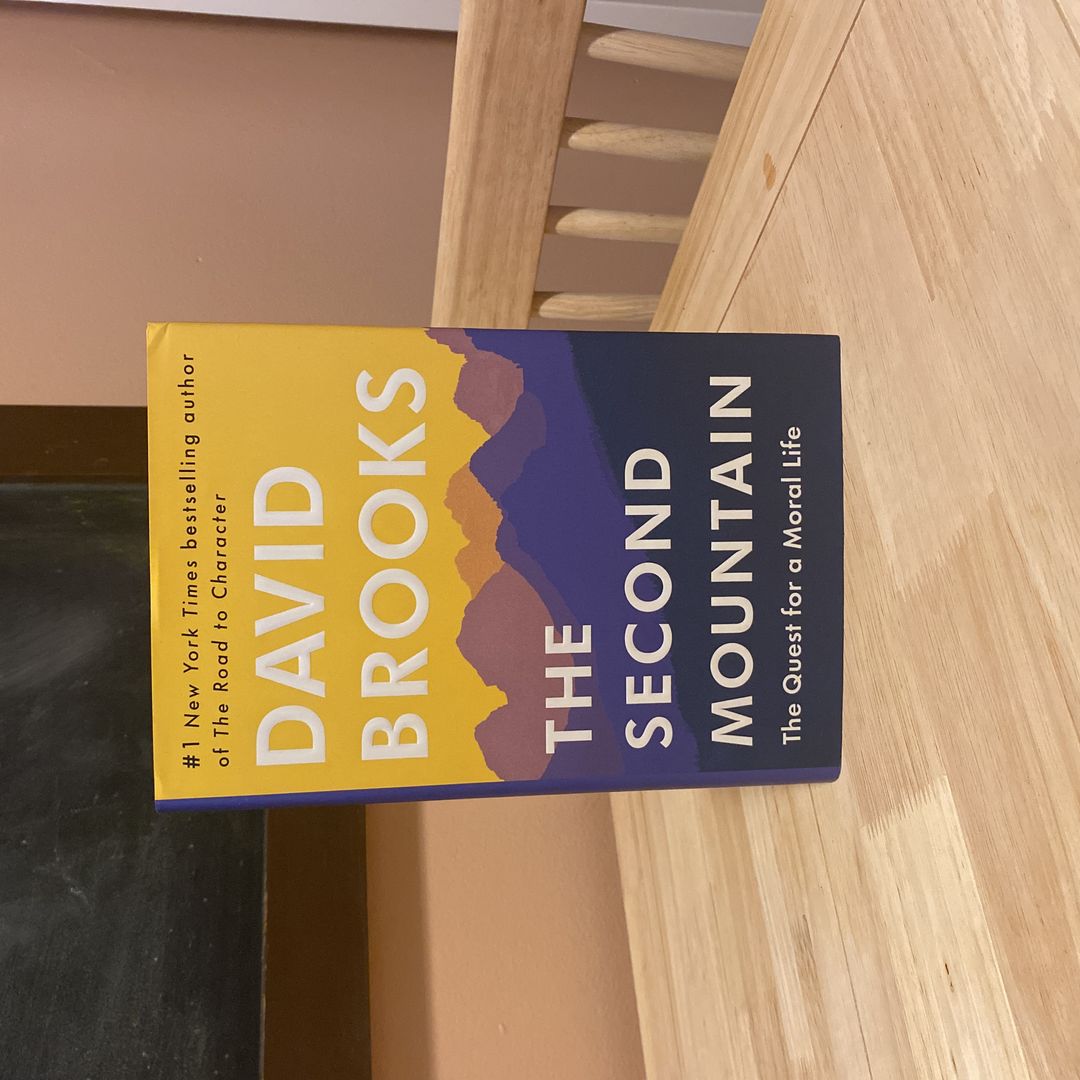 #1 New York Times bestselling author
of The Road to Character
DAVID
BROOKS
THE
SECOND
MOUNTAIN
The Quest for a Moral Life